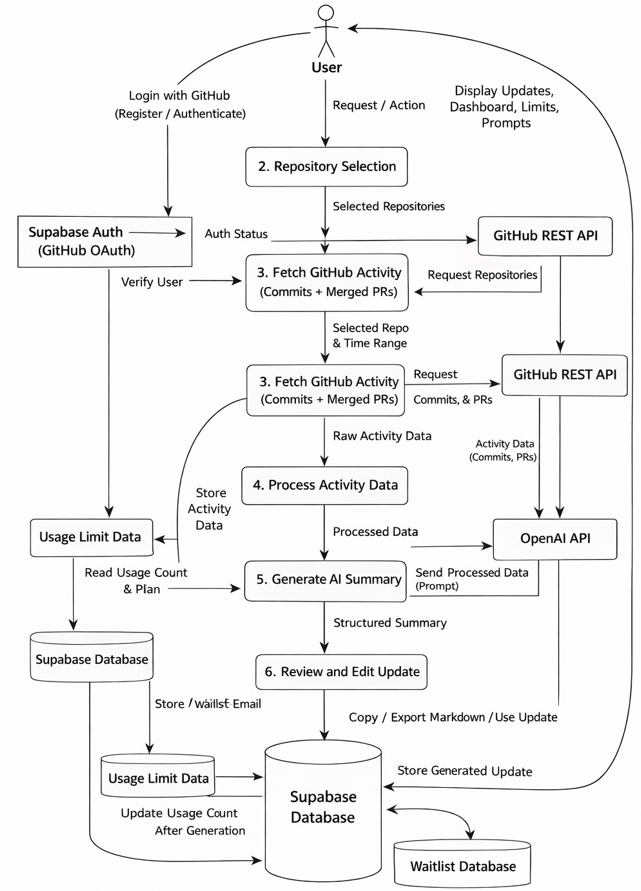 User
Login with GitHub
(Register / Authenticate)
Request / Action
Display Updates,
Dashboard, Limits,
Prompts
2. Repository Selection
Selected Repositories
Supabase Auth
(GitHub OAuth)
Auth Status
GitHub REST API
Verify User
3. Fetch GitHub Activity
(Commits + Merged PRs)
Request Repositories
Selected Repo
& Time Range
3. Fetch GitHub Activity
(Commits + Merged PRs)
Request
Commits, & PRs
GitHub REST API
Raw Activity Data
Activity Data
(Commits, PRs)
Store
Activity
Data
4. Process Activity Data
Usage Limit Data
Processed Data
OpenAI API
Read Usage Count
& Plan
5. Generate AI Summary
Send Processed Data
(Prompt)
Structured Summary
Supabase Database
6. Review and Edit Update
Store / Waitlist Email
Copy / Export Markdown / Use Update
Usage Limit Data
Supabase
Database
Store Generated Update
Update Usage Count
After Generation
Waitlist Database